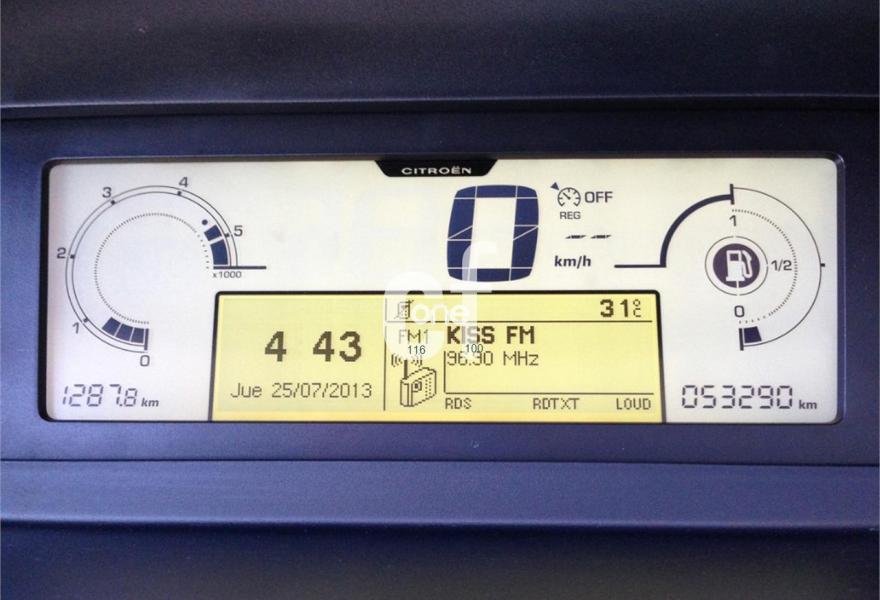 CITROËN
4
3
5
2
x1000
1
0
0
OFF
REG
-- --
km/h
1
1/2
0
31°C
FM1 KISS FM
4 43
116
100
96.30 MHz
Jue 25/07/2013
RDS RDTXT LOUD
1287.8 km
053290 km
cf
one